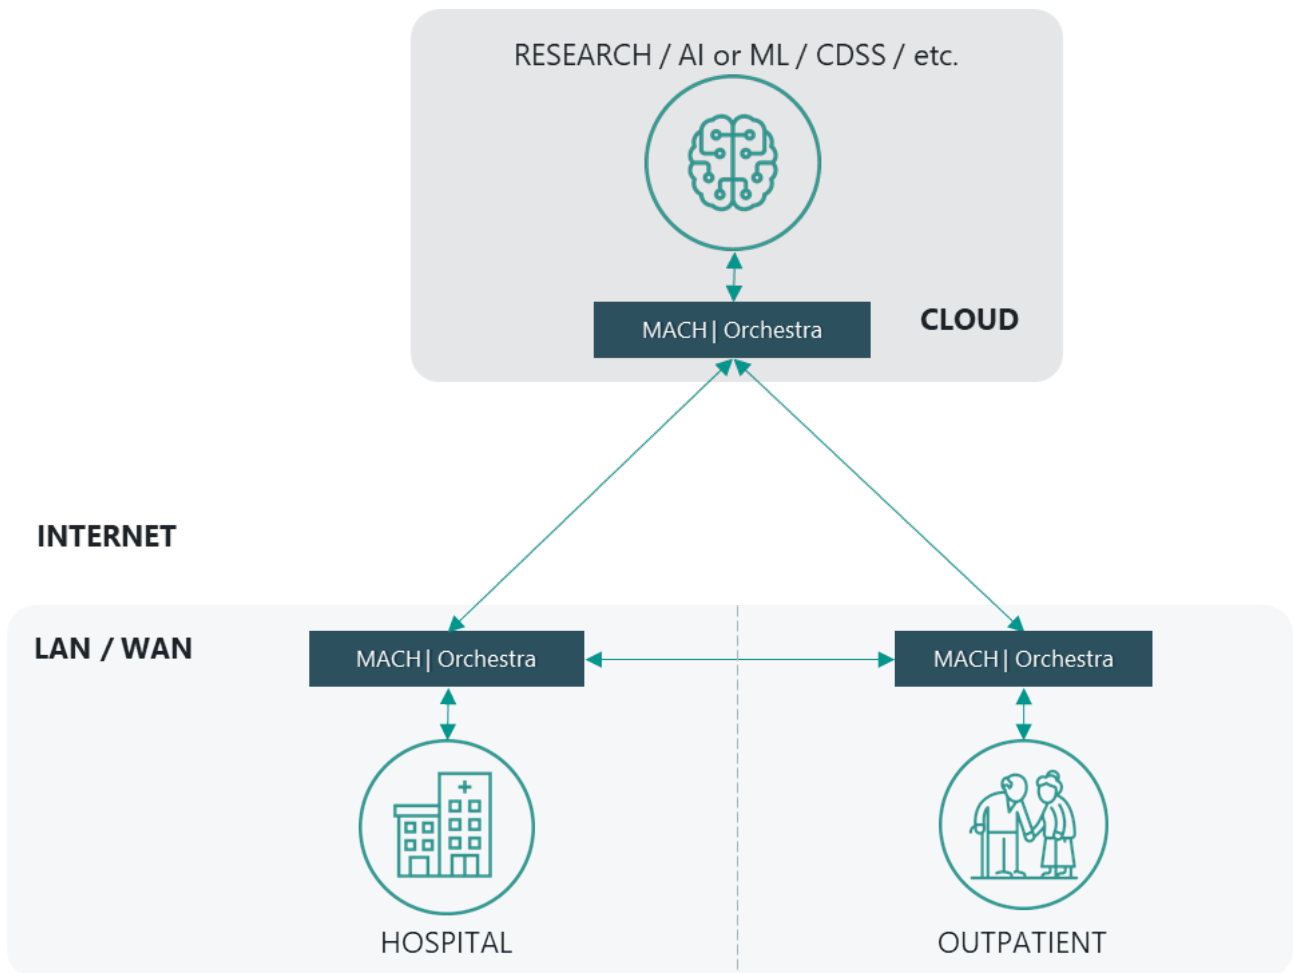 RESEARCH / AI or ML / CDSS / etc.
MACH| Orchestra
CLOUD
INTERNET
LAN / WAN
MACH| Orchestra
MACH| Orchestra
HOSPITAL
OUTPATIENT